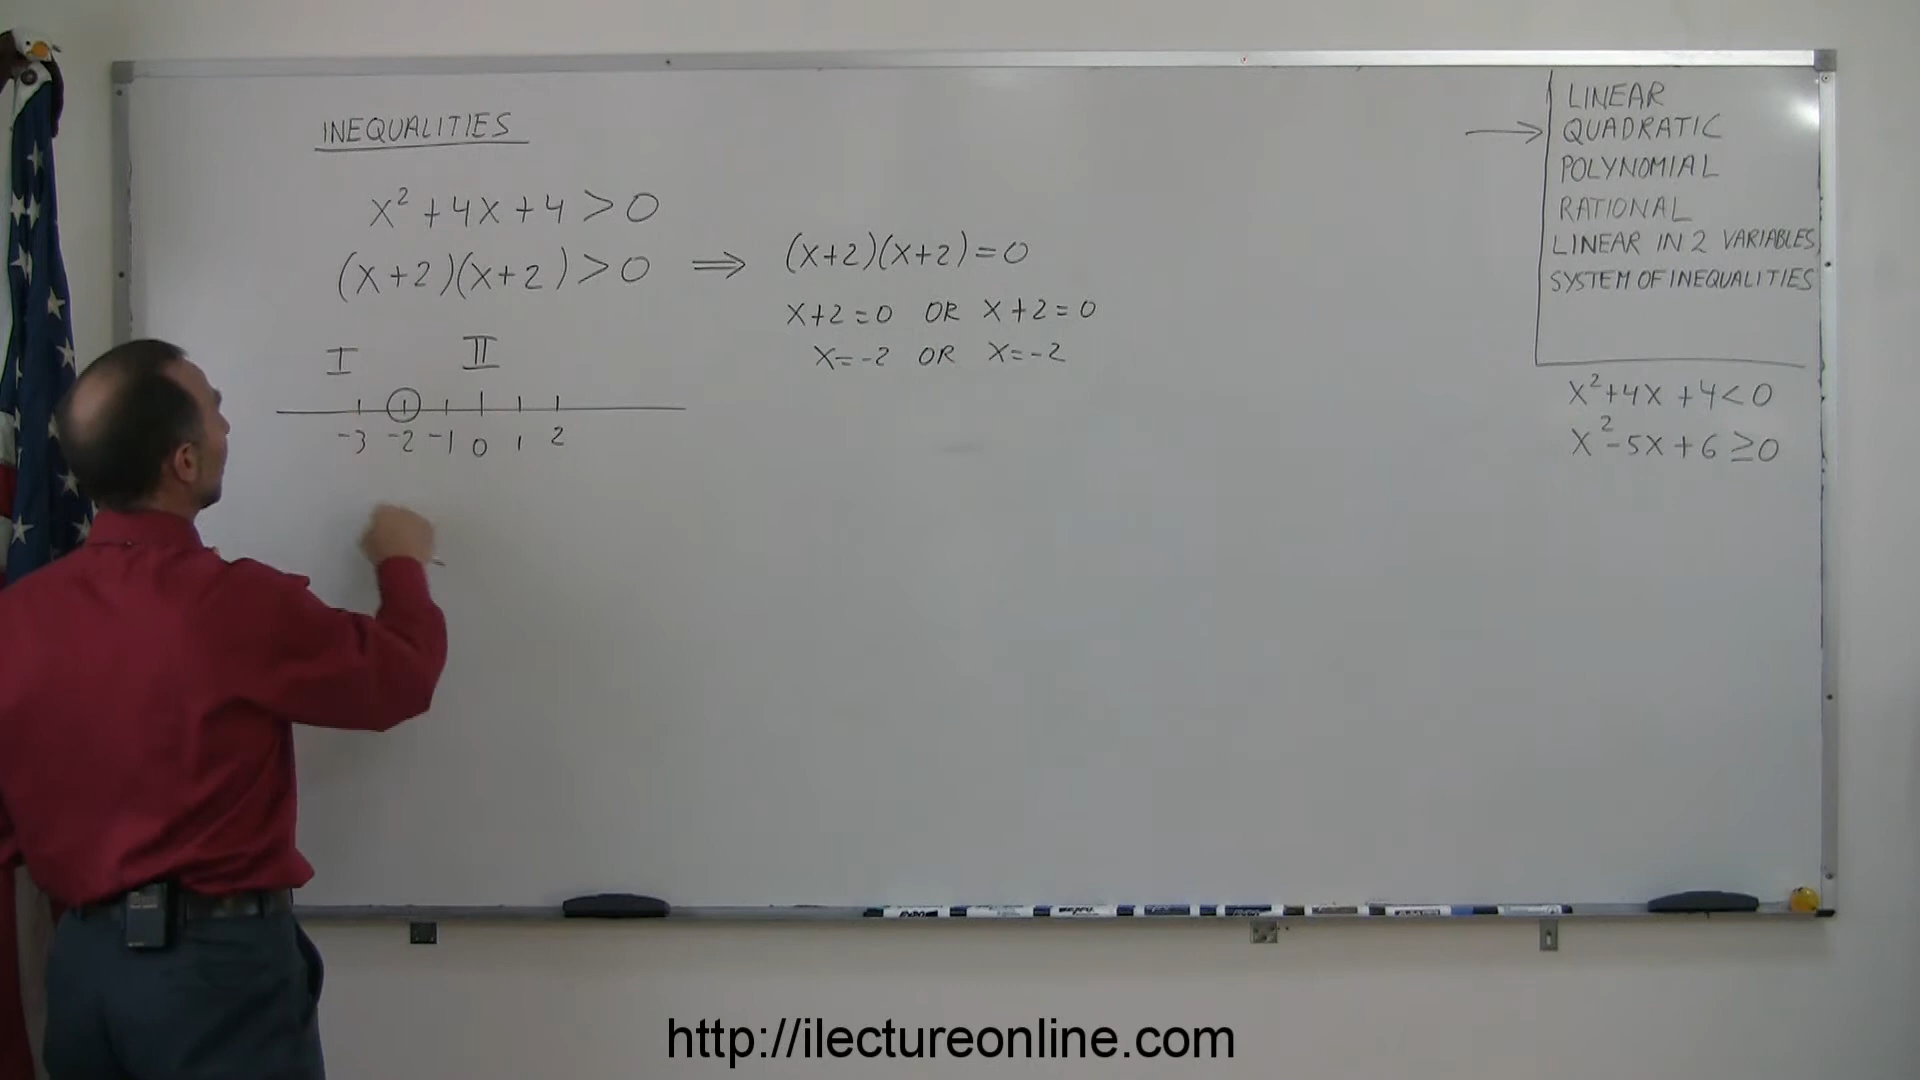 INEQUALITIES
x² + 4x + 4 > 0
(x+2)(x+2) > 0 ⟹ (x+2)(x+2) = 0
x+2 = 0 OR x+2 = 0
x = -2 OR x = -2
I II
-3 -2 -1 0 1 2
LINEAR
→ QUADRATIC
POLYNOMIAL
RATIONAL
LINEAR IN 2 VARIABLES
SYSTEM OF INEQUALITIES
x² + 4x + 4 < 0
x² - 5x + 6 ≥ 0
http://ilectureonline.com